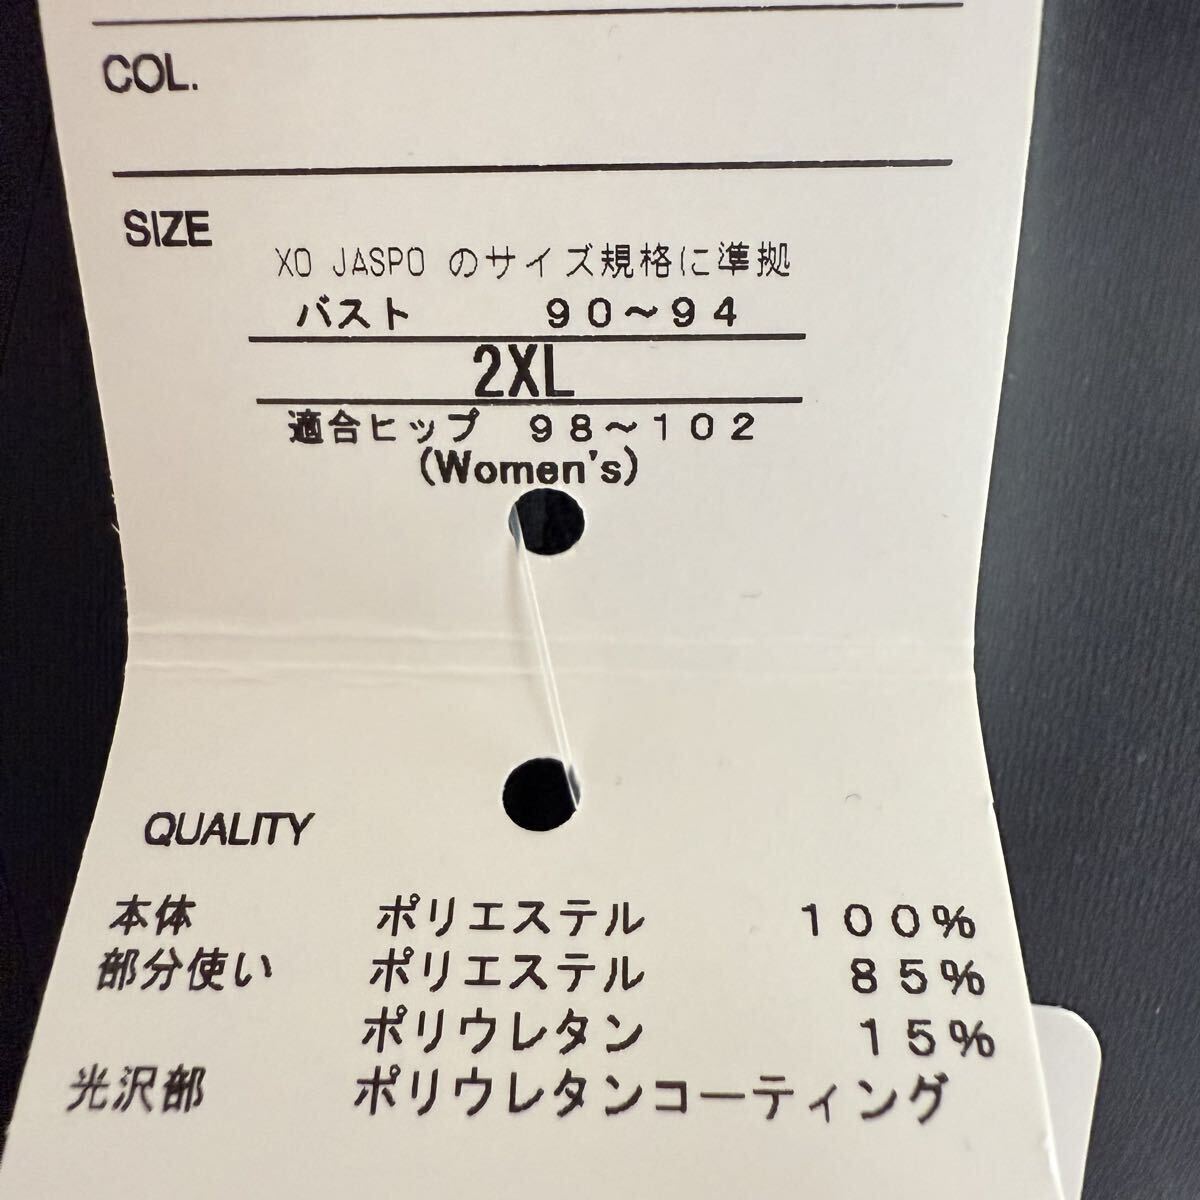 COL.
SIZE
XO JASPO のサイズ規格に準拠
バスト 90～94
2XL
適合ヒップ 98～102
(Women's)
QUALITY
本体 ポリエステル 100%
部分使い ポリエステル 85%
ポリウレタン 15%
光沢部 ポリウレタンコーティング